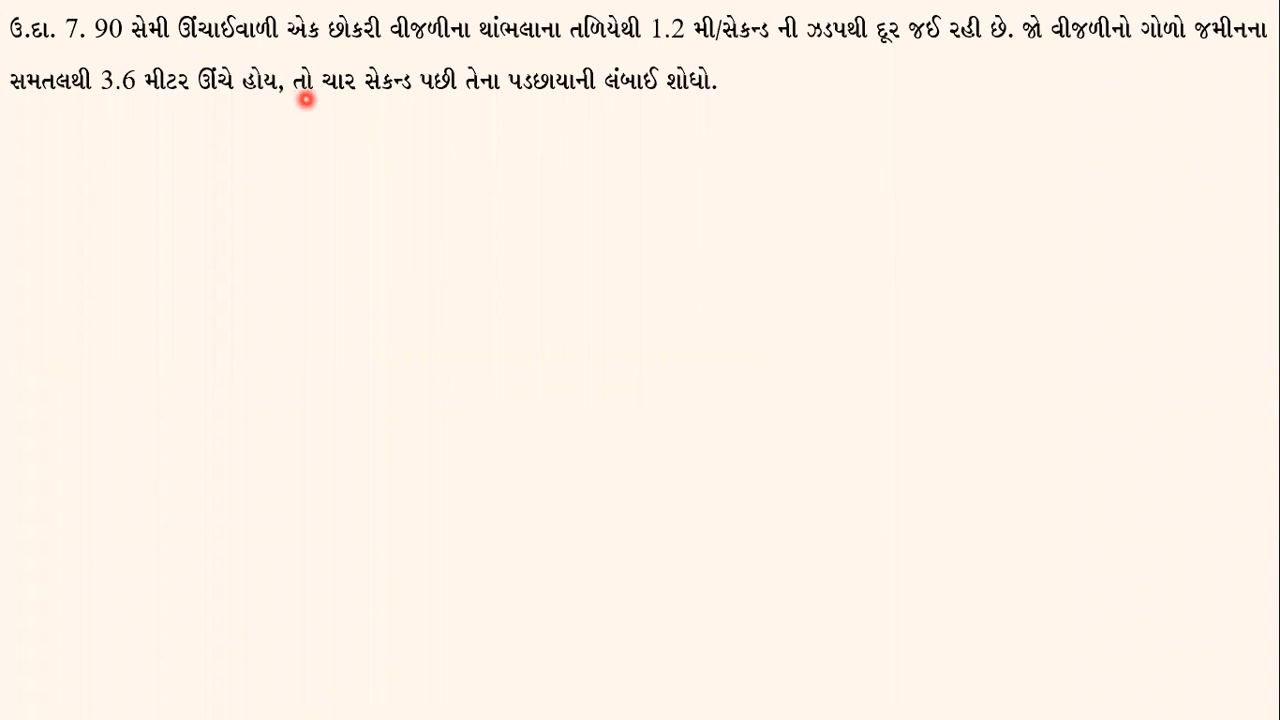 ઉ.દા. 7. 90 સેમી ઊંચાઈવાળી એક છોકરી વીજળીના થાંભલાના તળિયેથી 1.2 મી/સેકન્ડ ની ઝડપથી દૂર જઈ રહી છે. જો વીજળીનો ગોળો જમીનના
સમતલથી 3.6 મીટર ઊંચે હોય, તો ચાર સેકન્ડ પછી તેના પડછાયાની લંબાઈ શોધો.